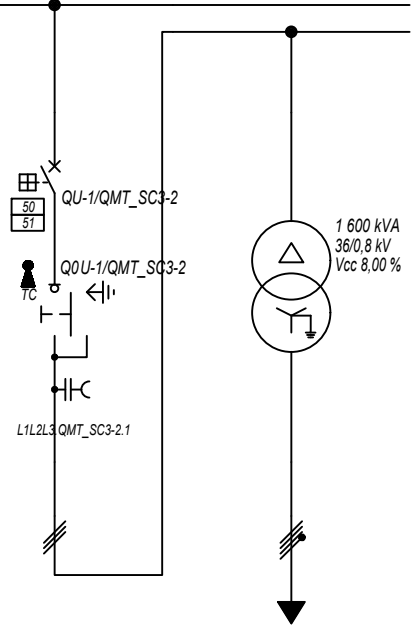 QU-1/QMT_SC3-2
50
51
Q0U-1/QMT_SC3-2
TC
1 600 kVA
36/0,8 kV
Vcc 8,00 %
L1L2L3.QMT_SC3-2.1